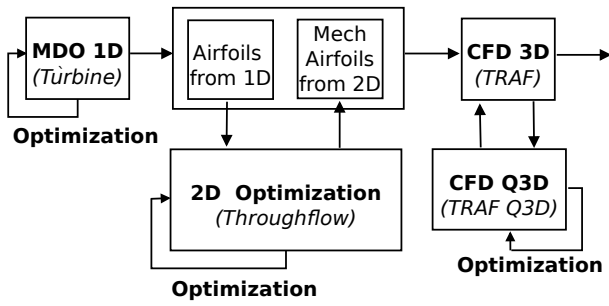 MDO 1D
(Tùrbine)
Optimization
Airfoils
from 1D
Mech
Airfoils
from 2D
CFD 3D
(TRAF)
2D Optimization
(Throughflow)
Optimization
CFD Q3D
(TRAF Q3D)
Optimization